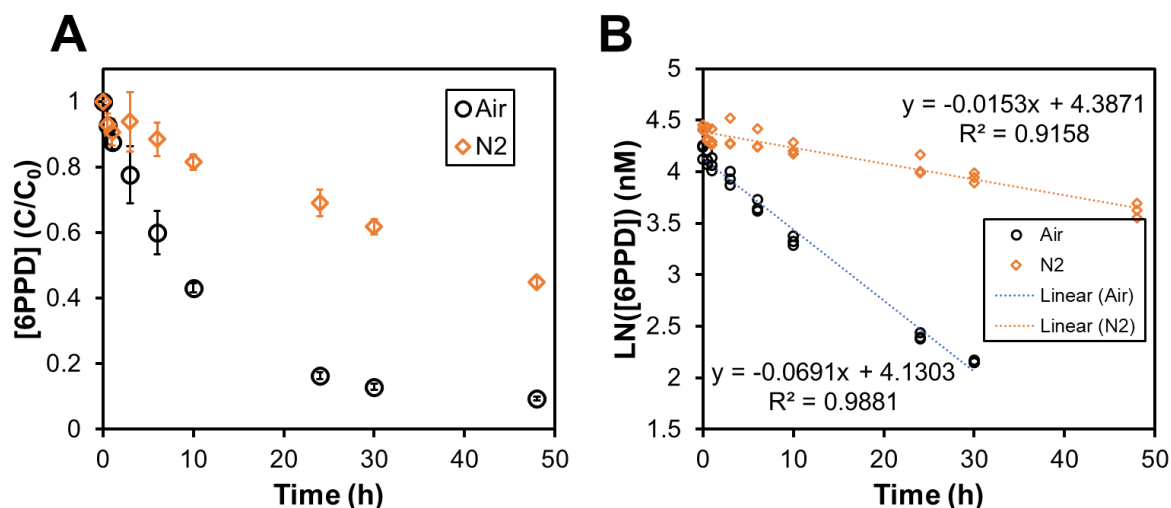 A
[6PPD] (C/C₀)
1
0.8
0.6
0.4
0.2
0
0 10 20 30 40 50
Time (h)
Air
N2
B
LN([6PPD]) (nM)
5
4.5
4
3.5
3
2.5
2
1.5
0 10 20 30 40 50
Time (h)
y = -0.0153x + 4.3871
R² = 0.9158
Air
N2
Linear (Air)
Linear (N2)
y = -0.0691x + 4.1303
R² = 0.9881